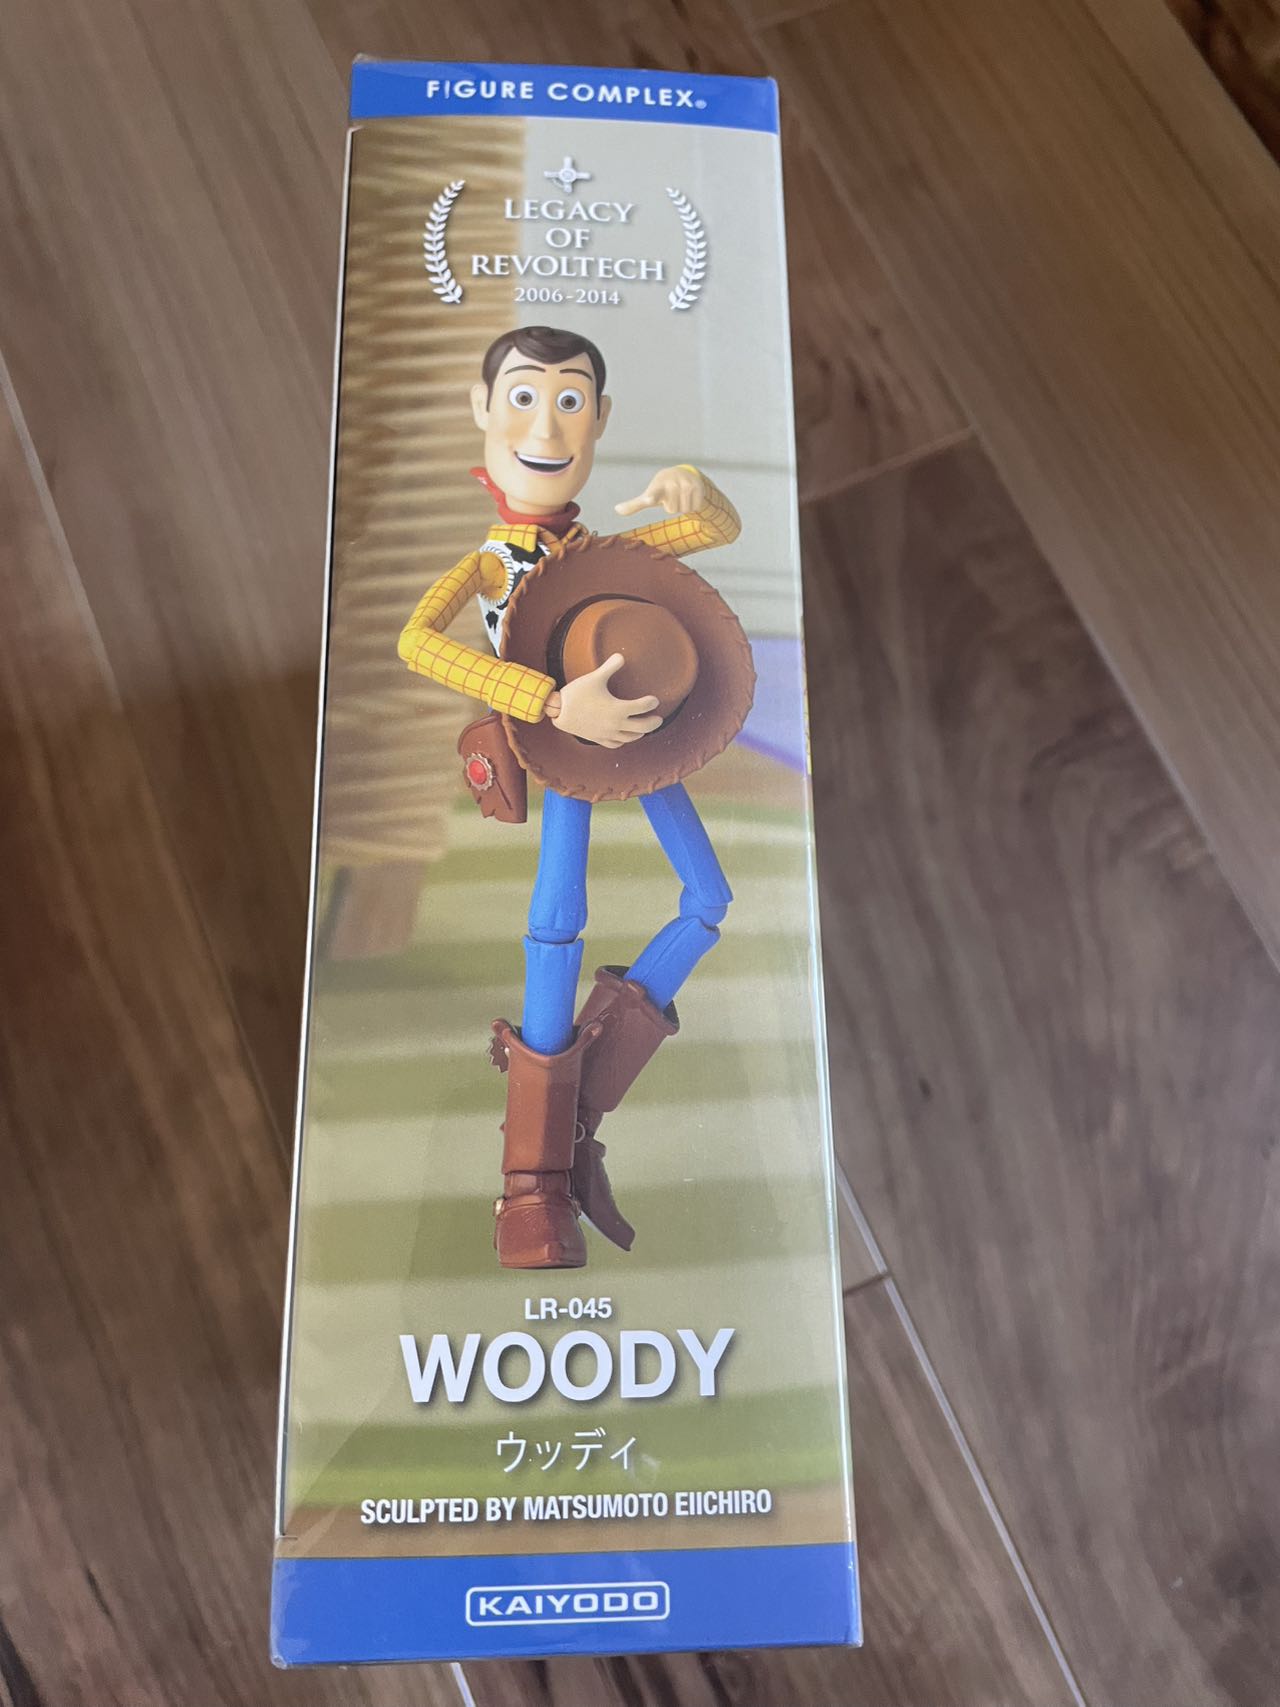 FIGURE COMPLEX®
LEGACY
OF
REVOLTECH
2006-2014
LR-045
WOODY
ウッディ
SCULPTED BY MATSUMOTO EIICHIRO
KAIYODO